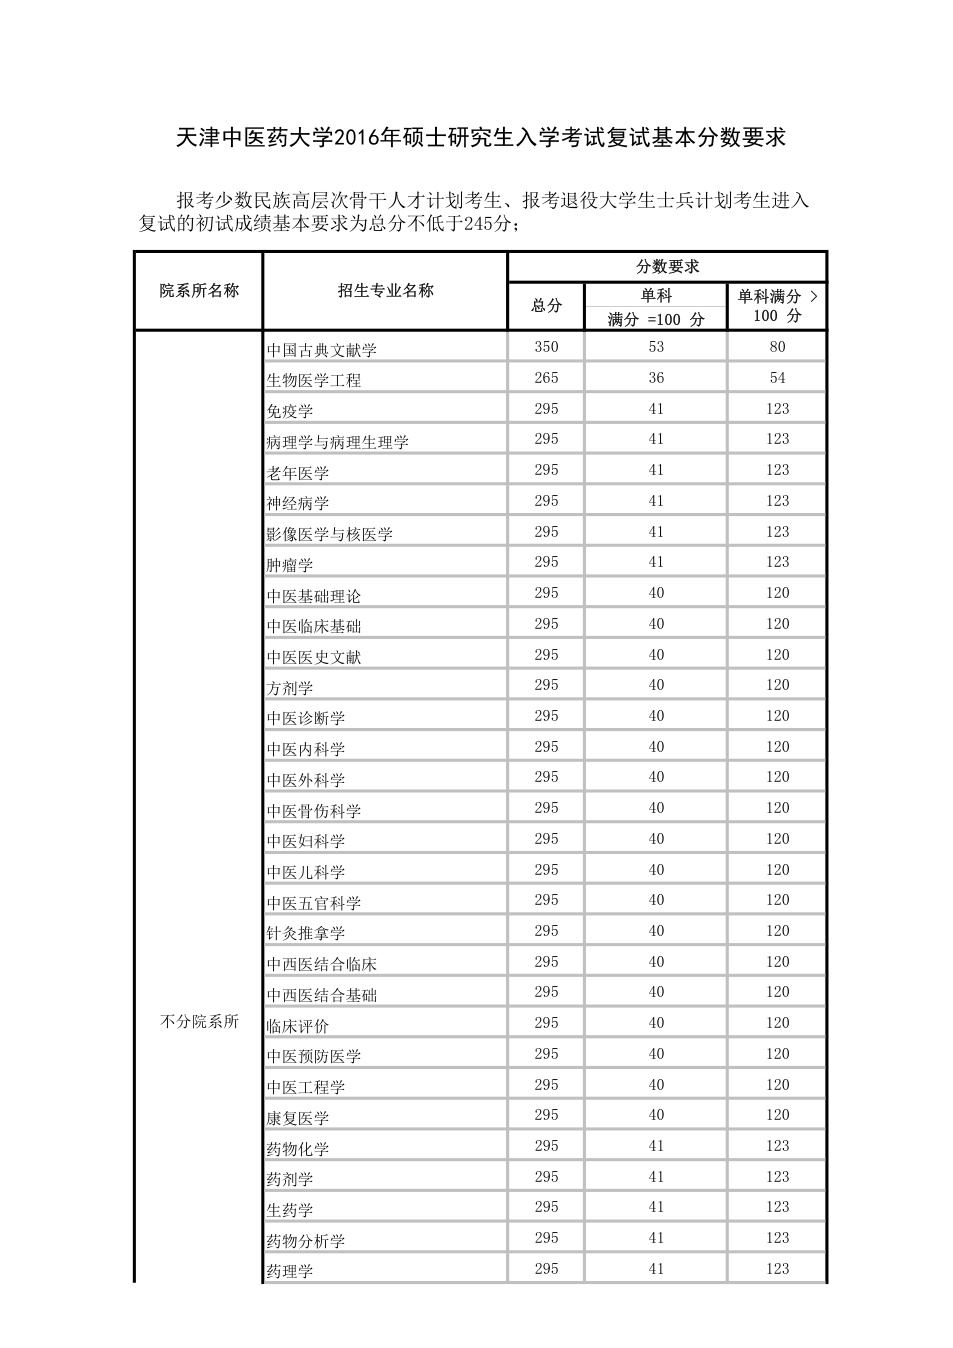 天津中医药大学2016年硕士研究生入学考试复试基本分数要求
报考少数民族高层次骨干人才计划考生、报考退役大学生士兵计划考生进入
复试的初试成绩基本要求为总分不低于245分；
院系所名称 招生专业名称 分数要求
总分 单科 满分 =100 分 单科满分 > 100 分
中国古典文献学 350 53 80
生物医学工程 265 36 54
免疫学 295 41 123
病理学与病理生理学 295 41 123
老年医学 295 41 123
神经病学 295 41 123
影像医学与核医学 295 41 123
肿瘤学 295 41 123
中医基础理论 295 40 120
中医临床基础 295 40 120
中医医史文献 295 40 120
方剂学 295 40 120
中医诊断学 295 40 120
中医内科学 295 40 120
中医外科学 295 40 120
中医骨伤科学 295 40 120
中医妇科学 295 40 120
中医儿科学 295 40 120
中医五官科学 295 40 120
针灸推拿学 295 40 120
中西医结合临床 295 40 120
中西医结合基础 295 40 120
不分院系所 临床评价 295 40 120
中医预防医学 295 40 120
中医工程学 295 40 120
康复医学 295 40 120
药物化学 295 41 123
药剂学 295 41 123
生药学 295 41 123
药物分析学 295 41 123
药理学 295 41 123